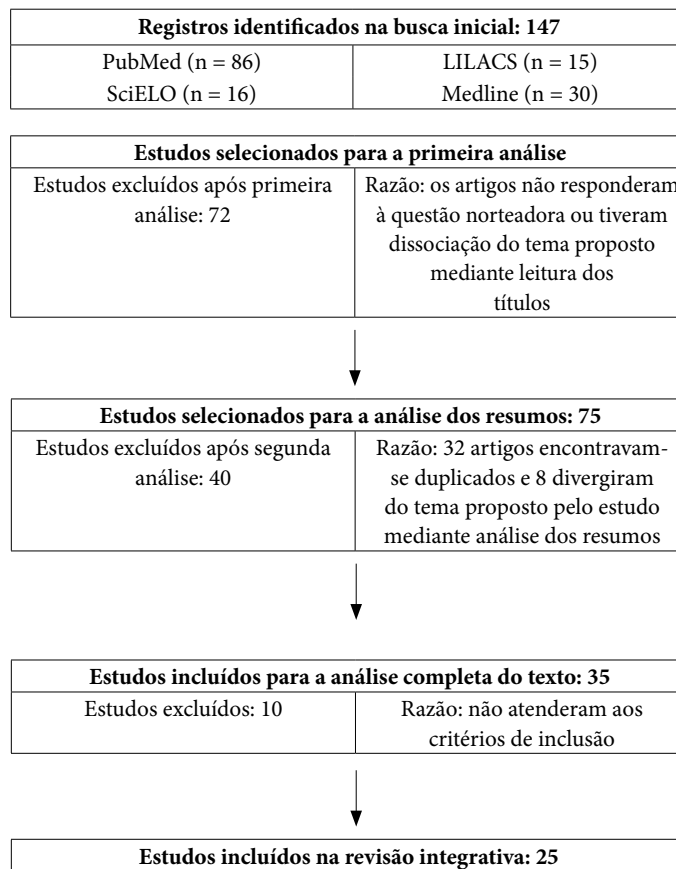 Registros identificados na busca inicial: 147
PubMed (n = 86)
SciELO (n = 16)
LILACS (n = 15)
Medline (n = 30)
Estudos selecionados para a primeira análise
Estudos excluídos após primeira
análise: 72
Razão: os artigos não responderam
à questão norteadora ou tiveram
dissociação do tema proposto
mediante leitura dos
títulos
Estudos selecionados para a análise dos resumos: 75
Estudos excluídos após segunda
análise: 40
Razão: 32 artigos encontravam-
se duplicados e 8 divergiram
do tema proposto pelo estudo
mediante análise dos resumos
Estudos incluídos para a análise completa do texto: 35
Estudos excluídos: 10
Razão: não atenderam aos
critérios de inclusão
Estudos incluídos na revisão integrativa: 25